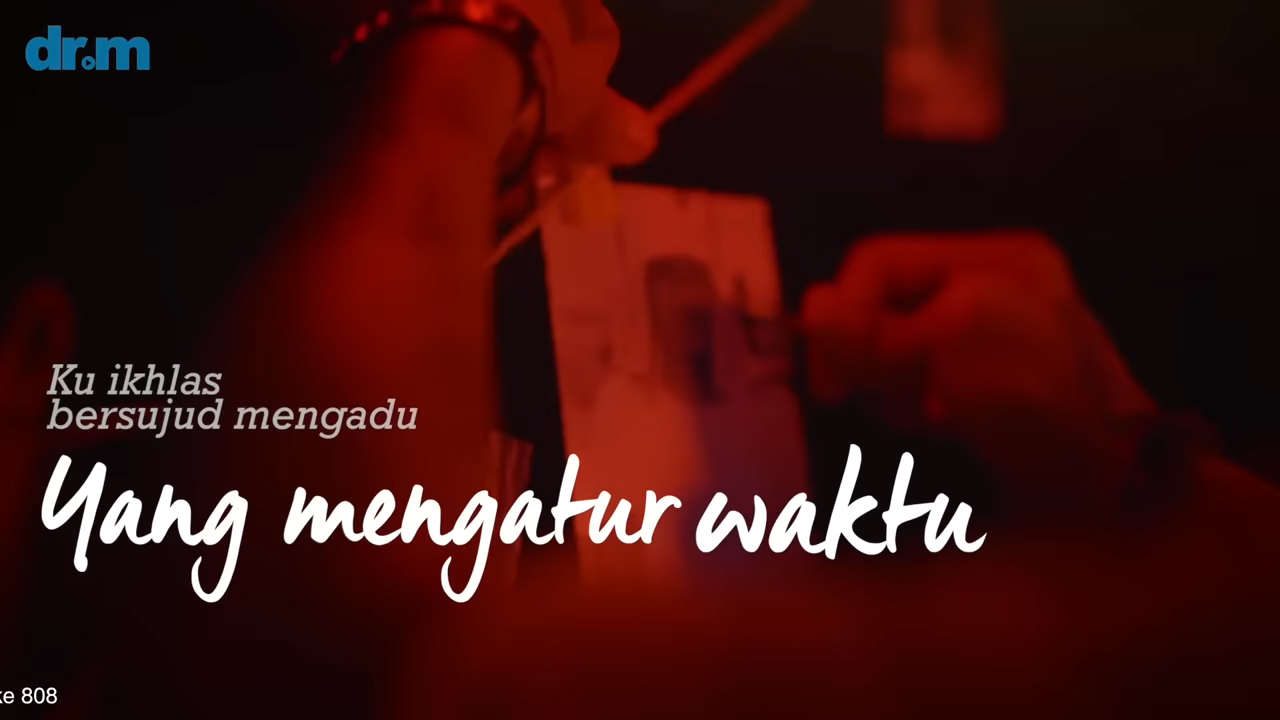 dr.m
Ku ikhlas
bersujud mengadu
Yang mengatur waktu
ke 808